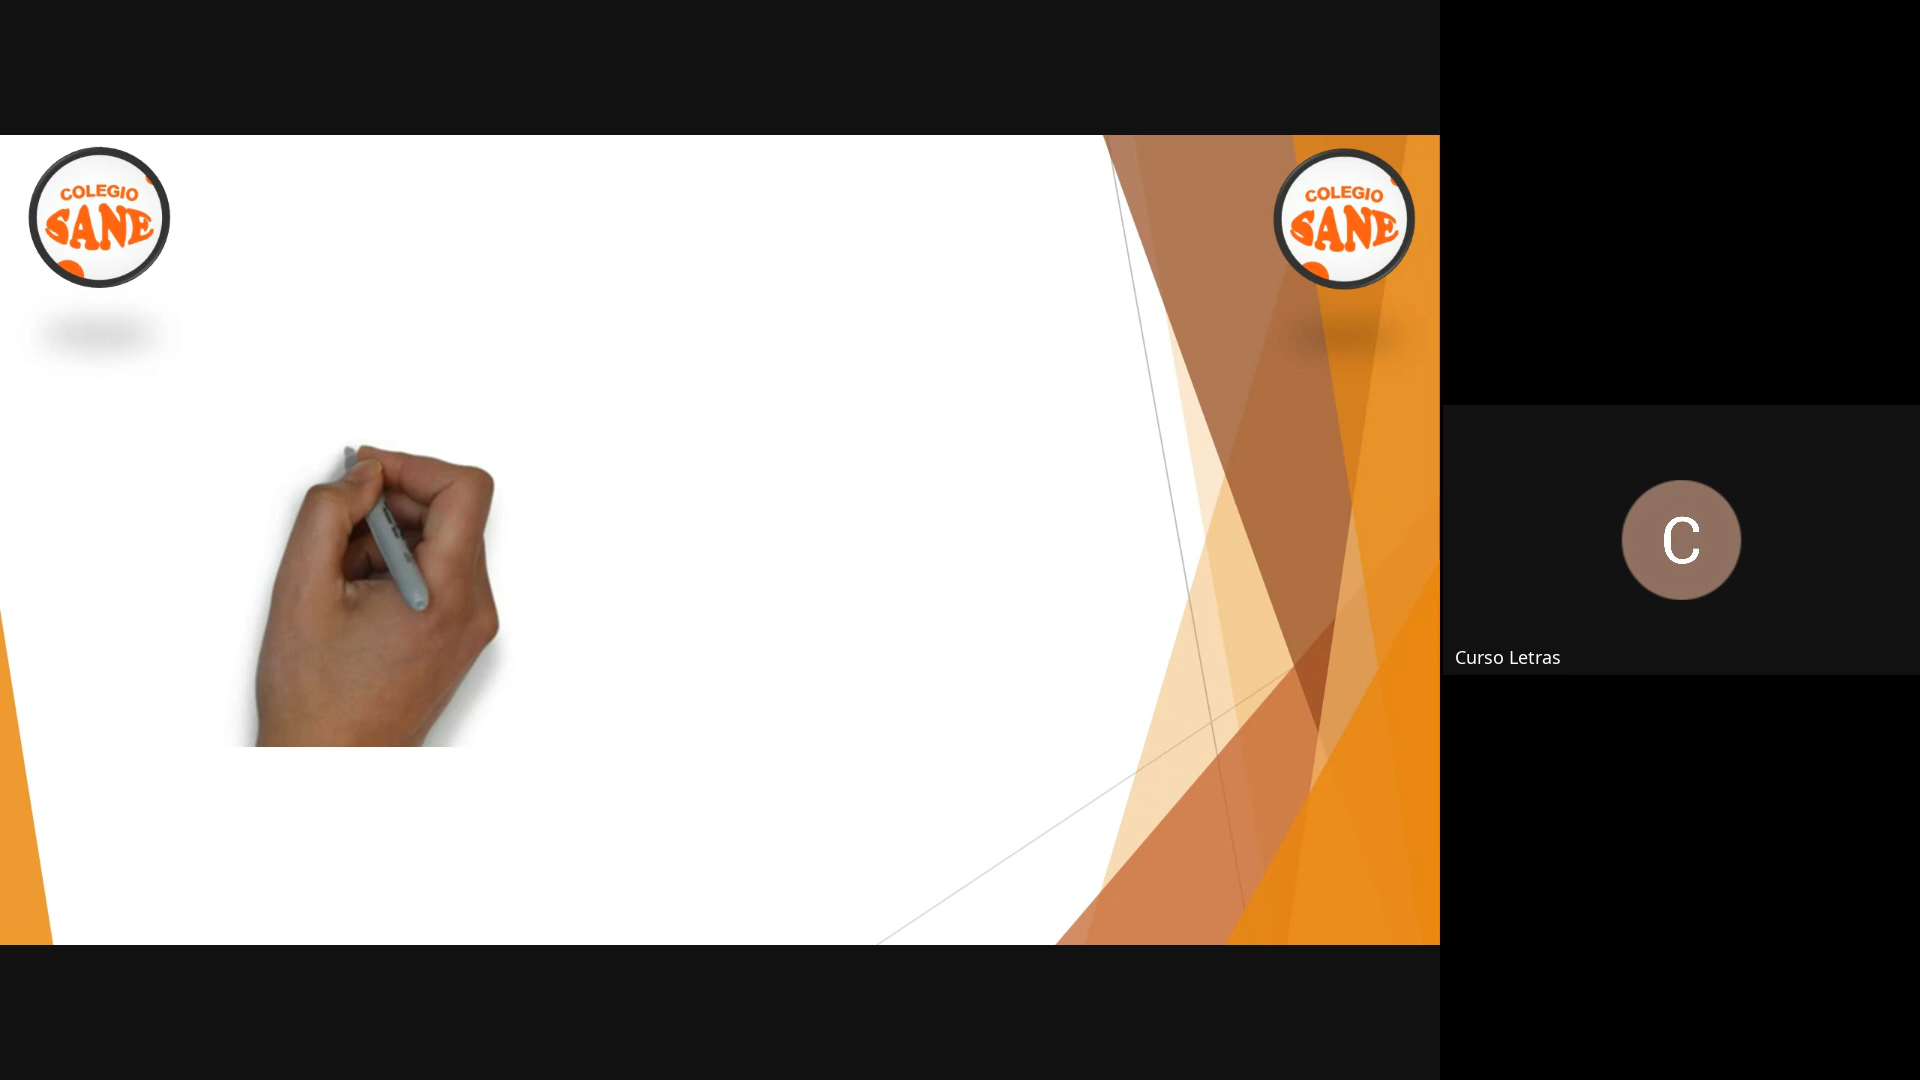 COLEGIO
SANE
COLEGIO
SANE
C
Curso Letras